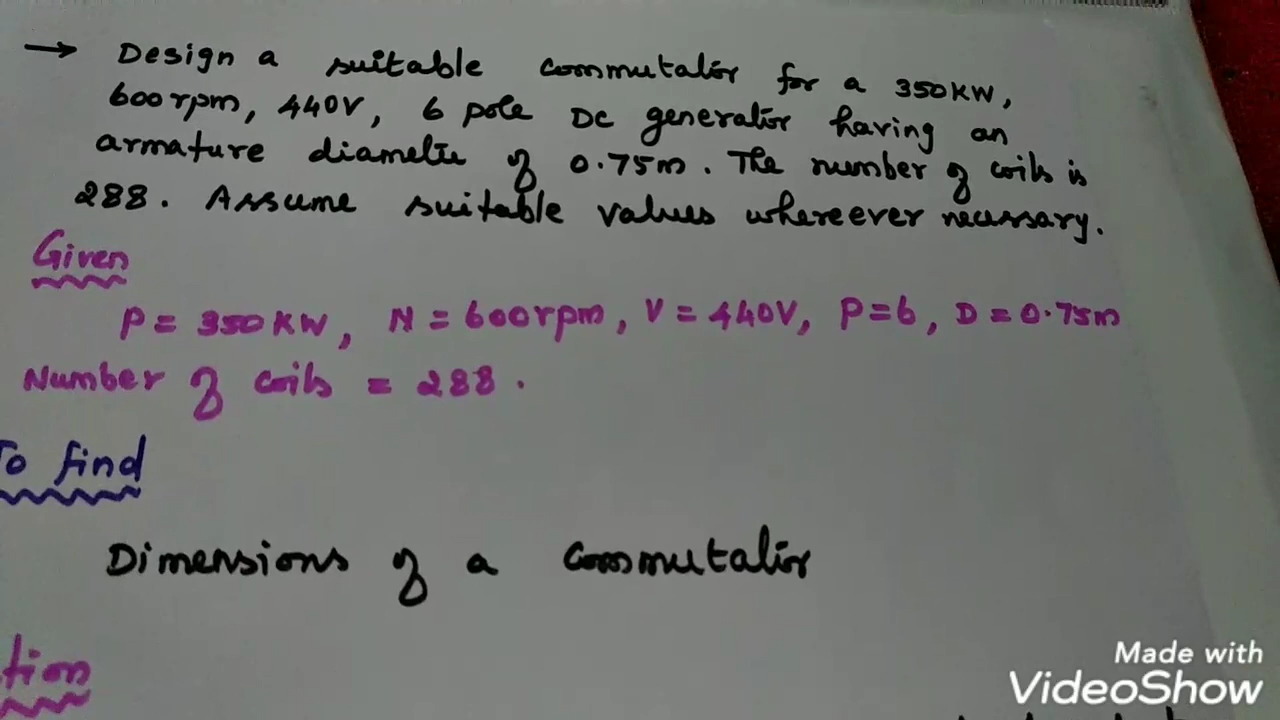 → Design a suitable commutator for a 350KW,
600rpm, 440V, 6 pole DC generator having an
armature diameter of 0.75m. The number of coils is
288. Assume suitable values whereever necessary.
Given
P = 350KW, N = 600rpm, V = 440V, P=6, D = 0.75m
Number of coils = 288.
To find
Dimensions of a commutator
tion
Made with
VideoShow